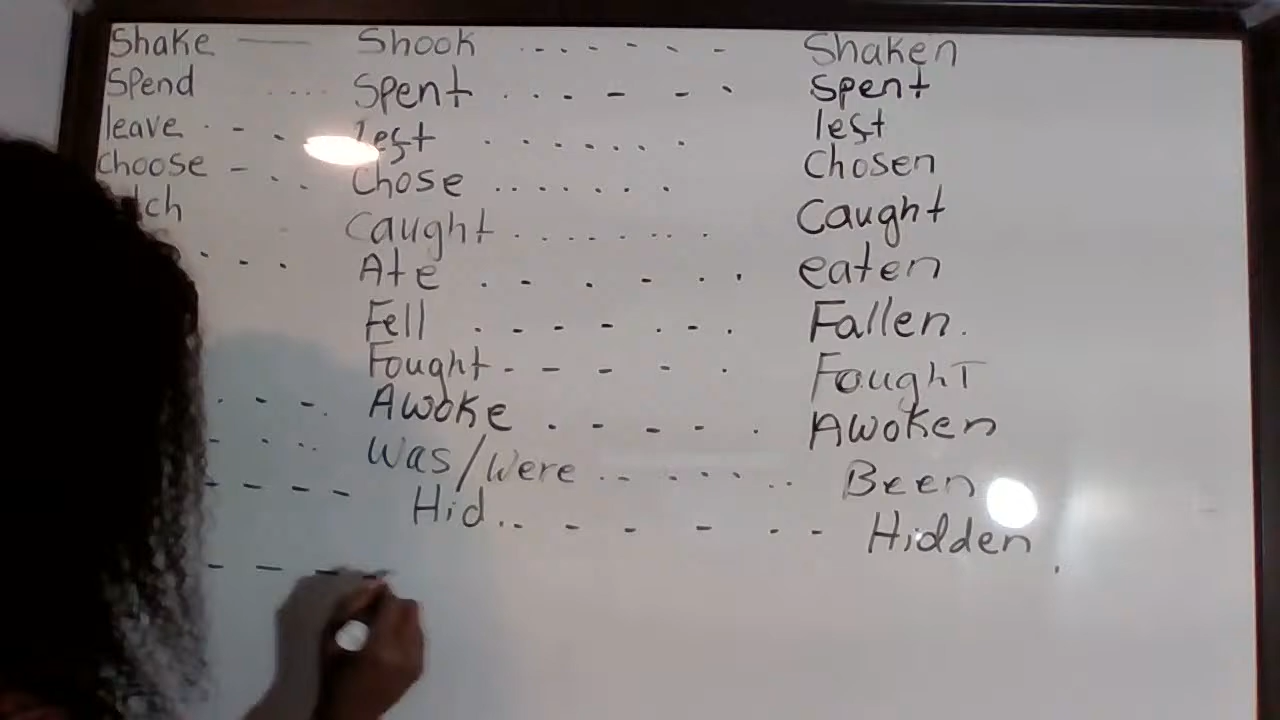 Shake —— Shook . . . . . . - Shaken
Spend .... Spent . . . - - . Spent
leave . - . left . . . . . . . left
choose - . . . Chose . . . . . . . Chosen
Caught . . . . . . . . Caught
. - - . Ate . - . - . . eaten
Fell . - - - . - . Fallen.
Fought - - - - . FoughT
. - - . Awoke . - - - . Awoken
- . . . Was/Were . . . . . . . Been
- - - - Hid . . - - - . - Hidden .
- - - -